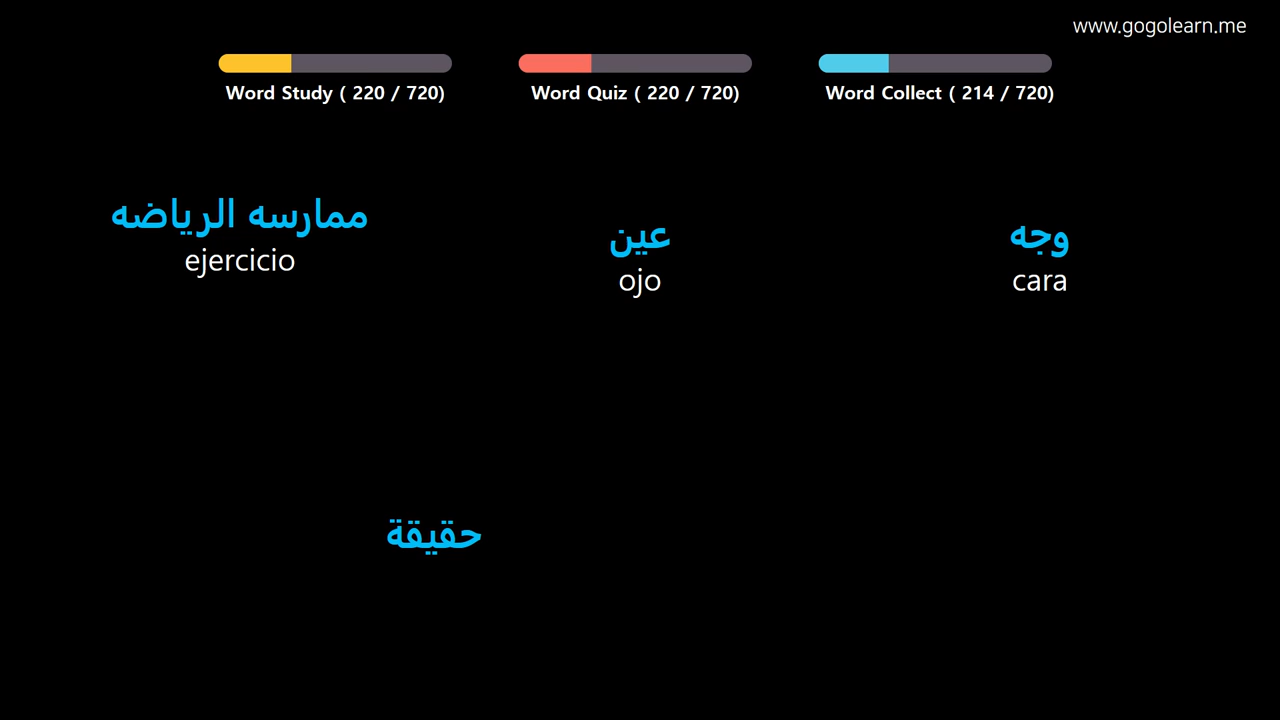 www.gogolearn.me
Word Study ( 220 / 720)
Word Quiz ( 220 / 720)
Word Collect ( 214 / 720)
ممارسه الرياضه
ejercicio
عين
ojo
وجه
cara
حقيقة